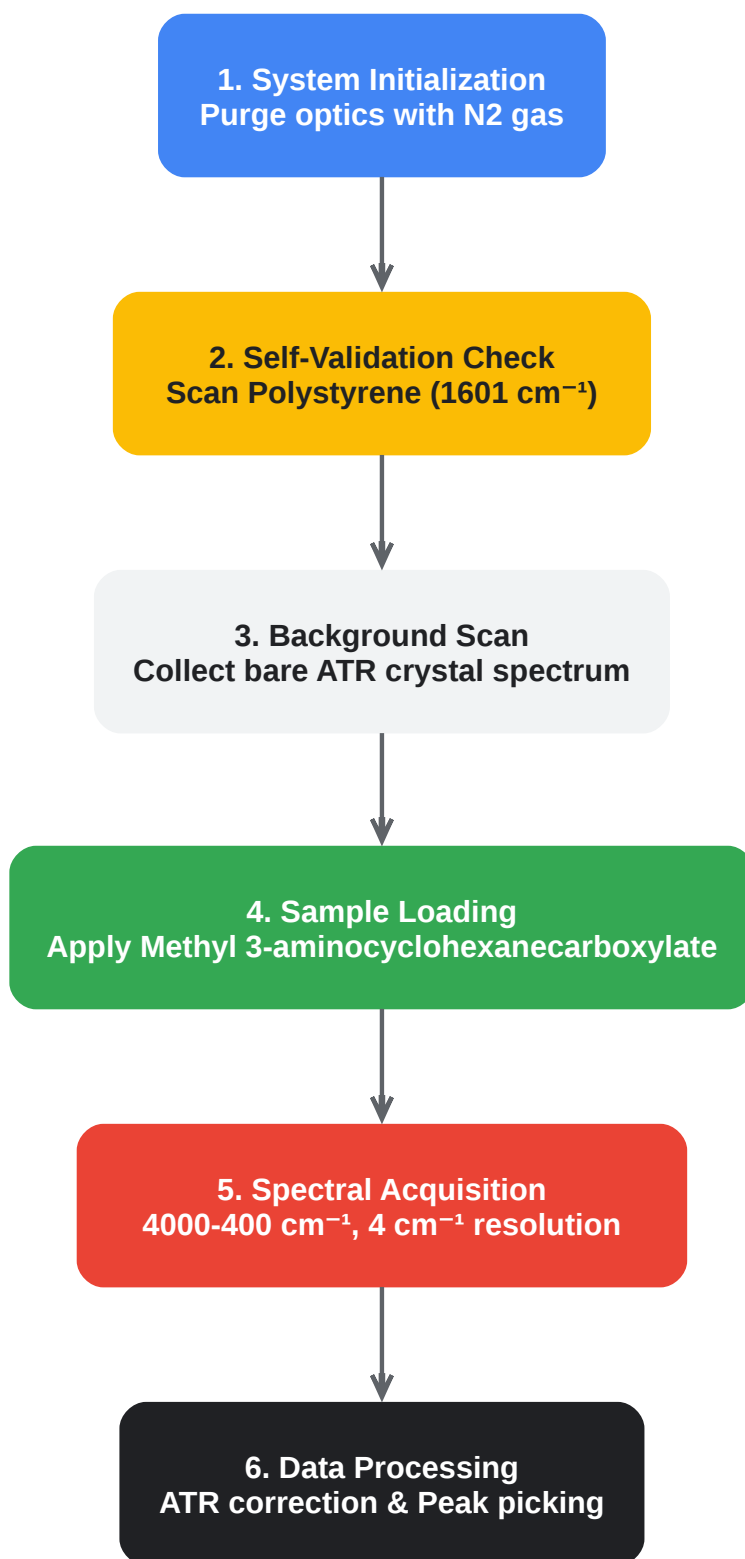 1. System Initialization
Purge optics with N2 gas
2. Self-Validation Check
Scan Polystyrene (1601 cm⁻¹)
3. Background Scan
Collect bare ATR crystal spectrum
4. Sample Loading
Apply Methyl 3-aminocyclohexanecarboxylate
5. Spectral Acquisition
4000-400 cm⁻¹, 4 cm⁻¹ resolution
6. Data Processing
ATR correction & Peak picking